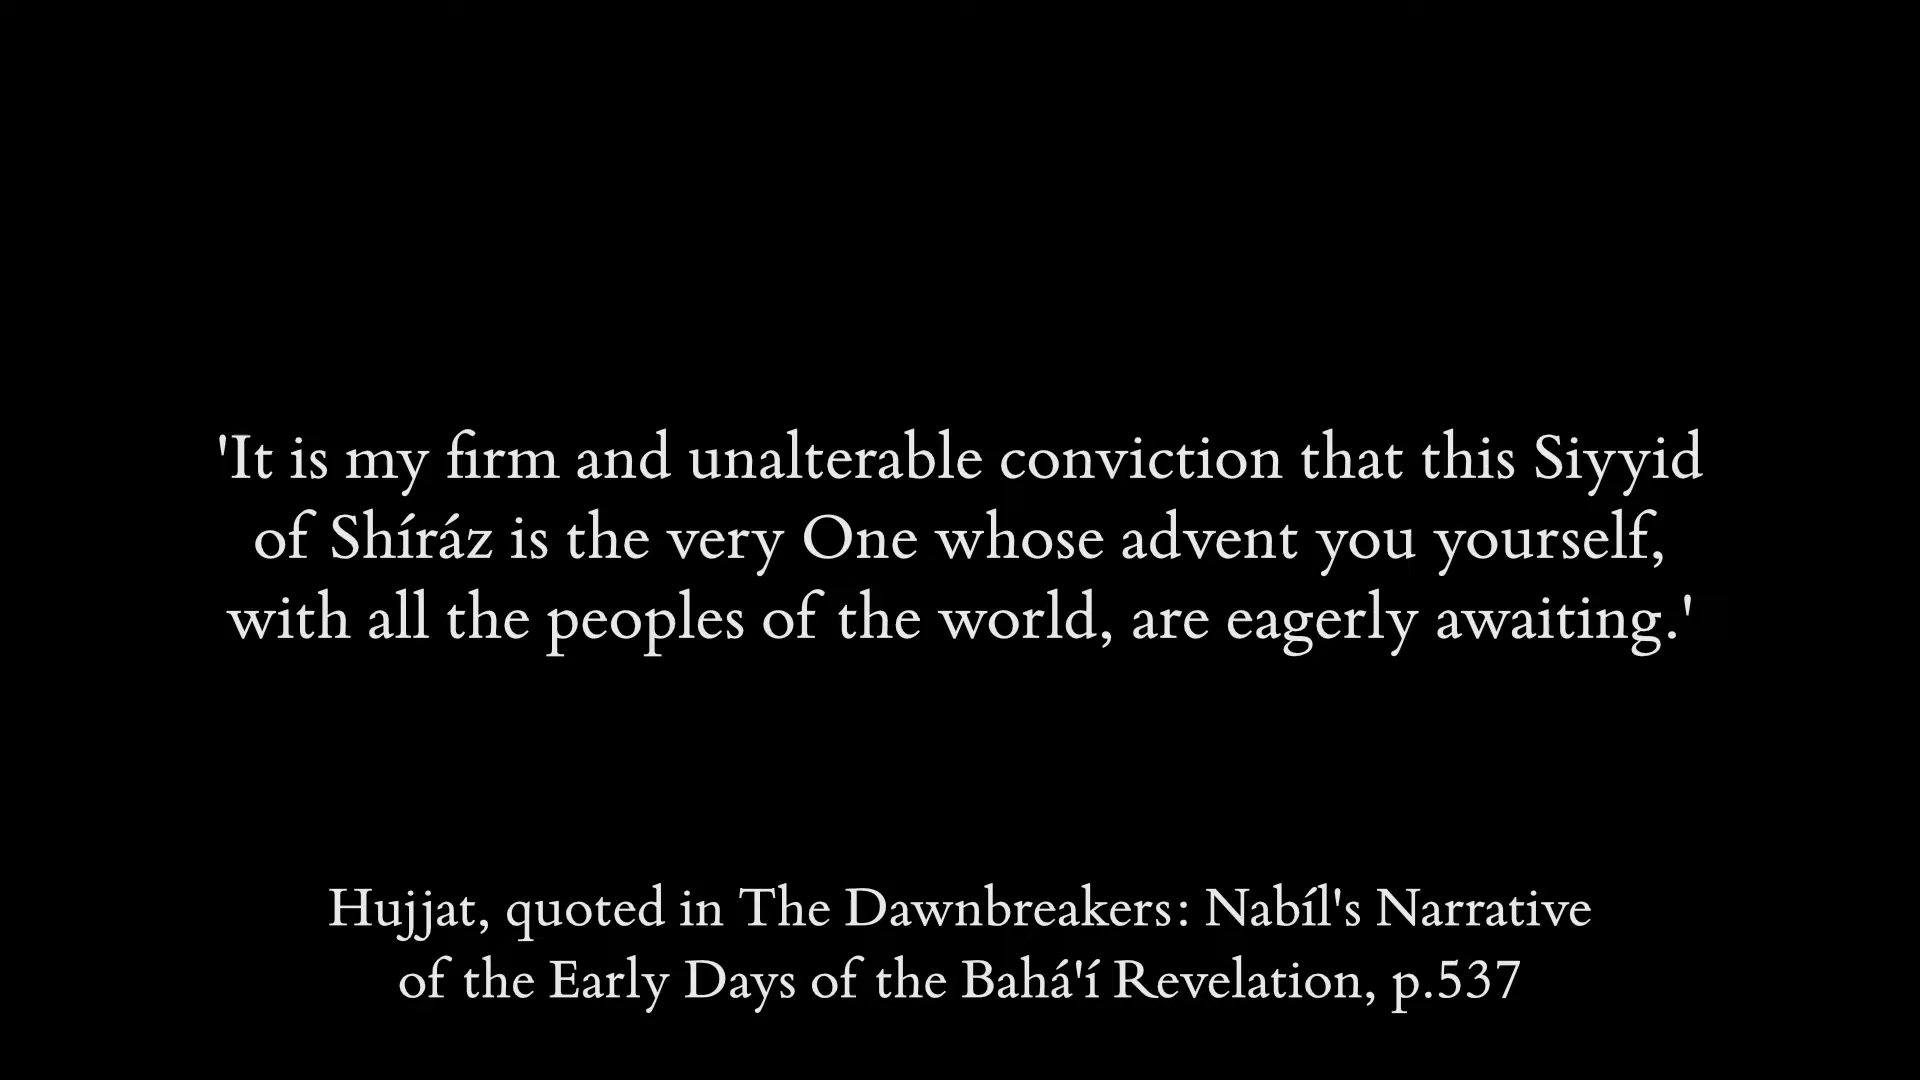 'It is my firm and unalterable conviction that this Siyyid
of Shíráz is the very One whose advent you yourself,
with all the peoples of the world, are eagerly awaiting.'
Hujjat, quoted in The Dawnbreakers: Nabíl's Narrative
of the Early Days of the Bahá'í Revelation, p.537